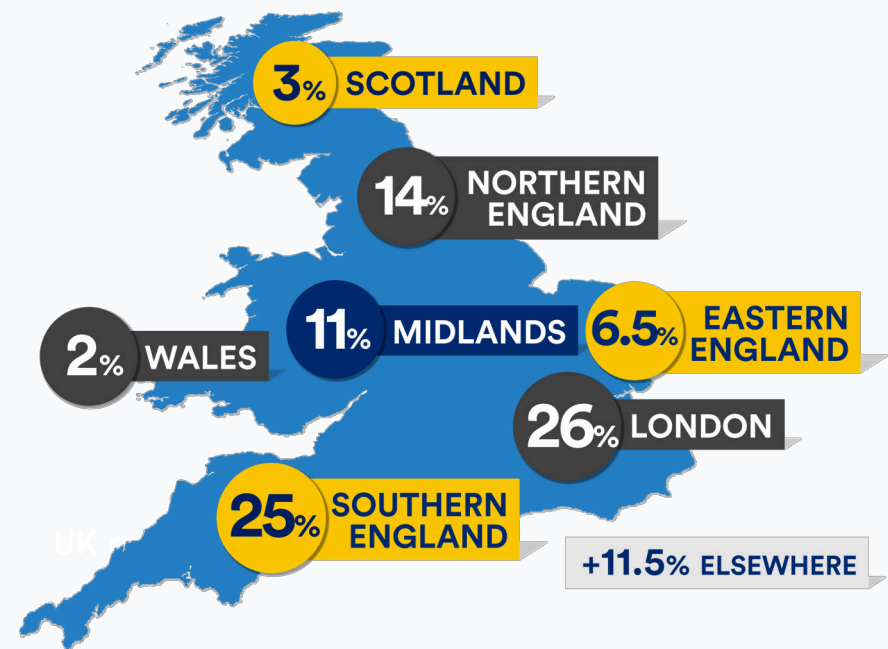 3% SCOTLAND
14% NORTHERN
ENGLAND
11% MIDLANDS
6.5% EASTERN
ENGLAND
2% WALES
26% LONDON
25% SOUTHERN
ENGLAND
UK
+11.5% ELSEWHERE